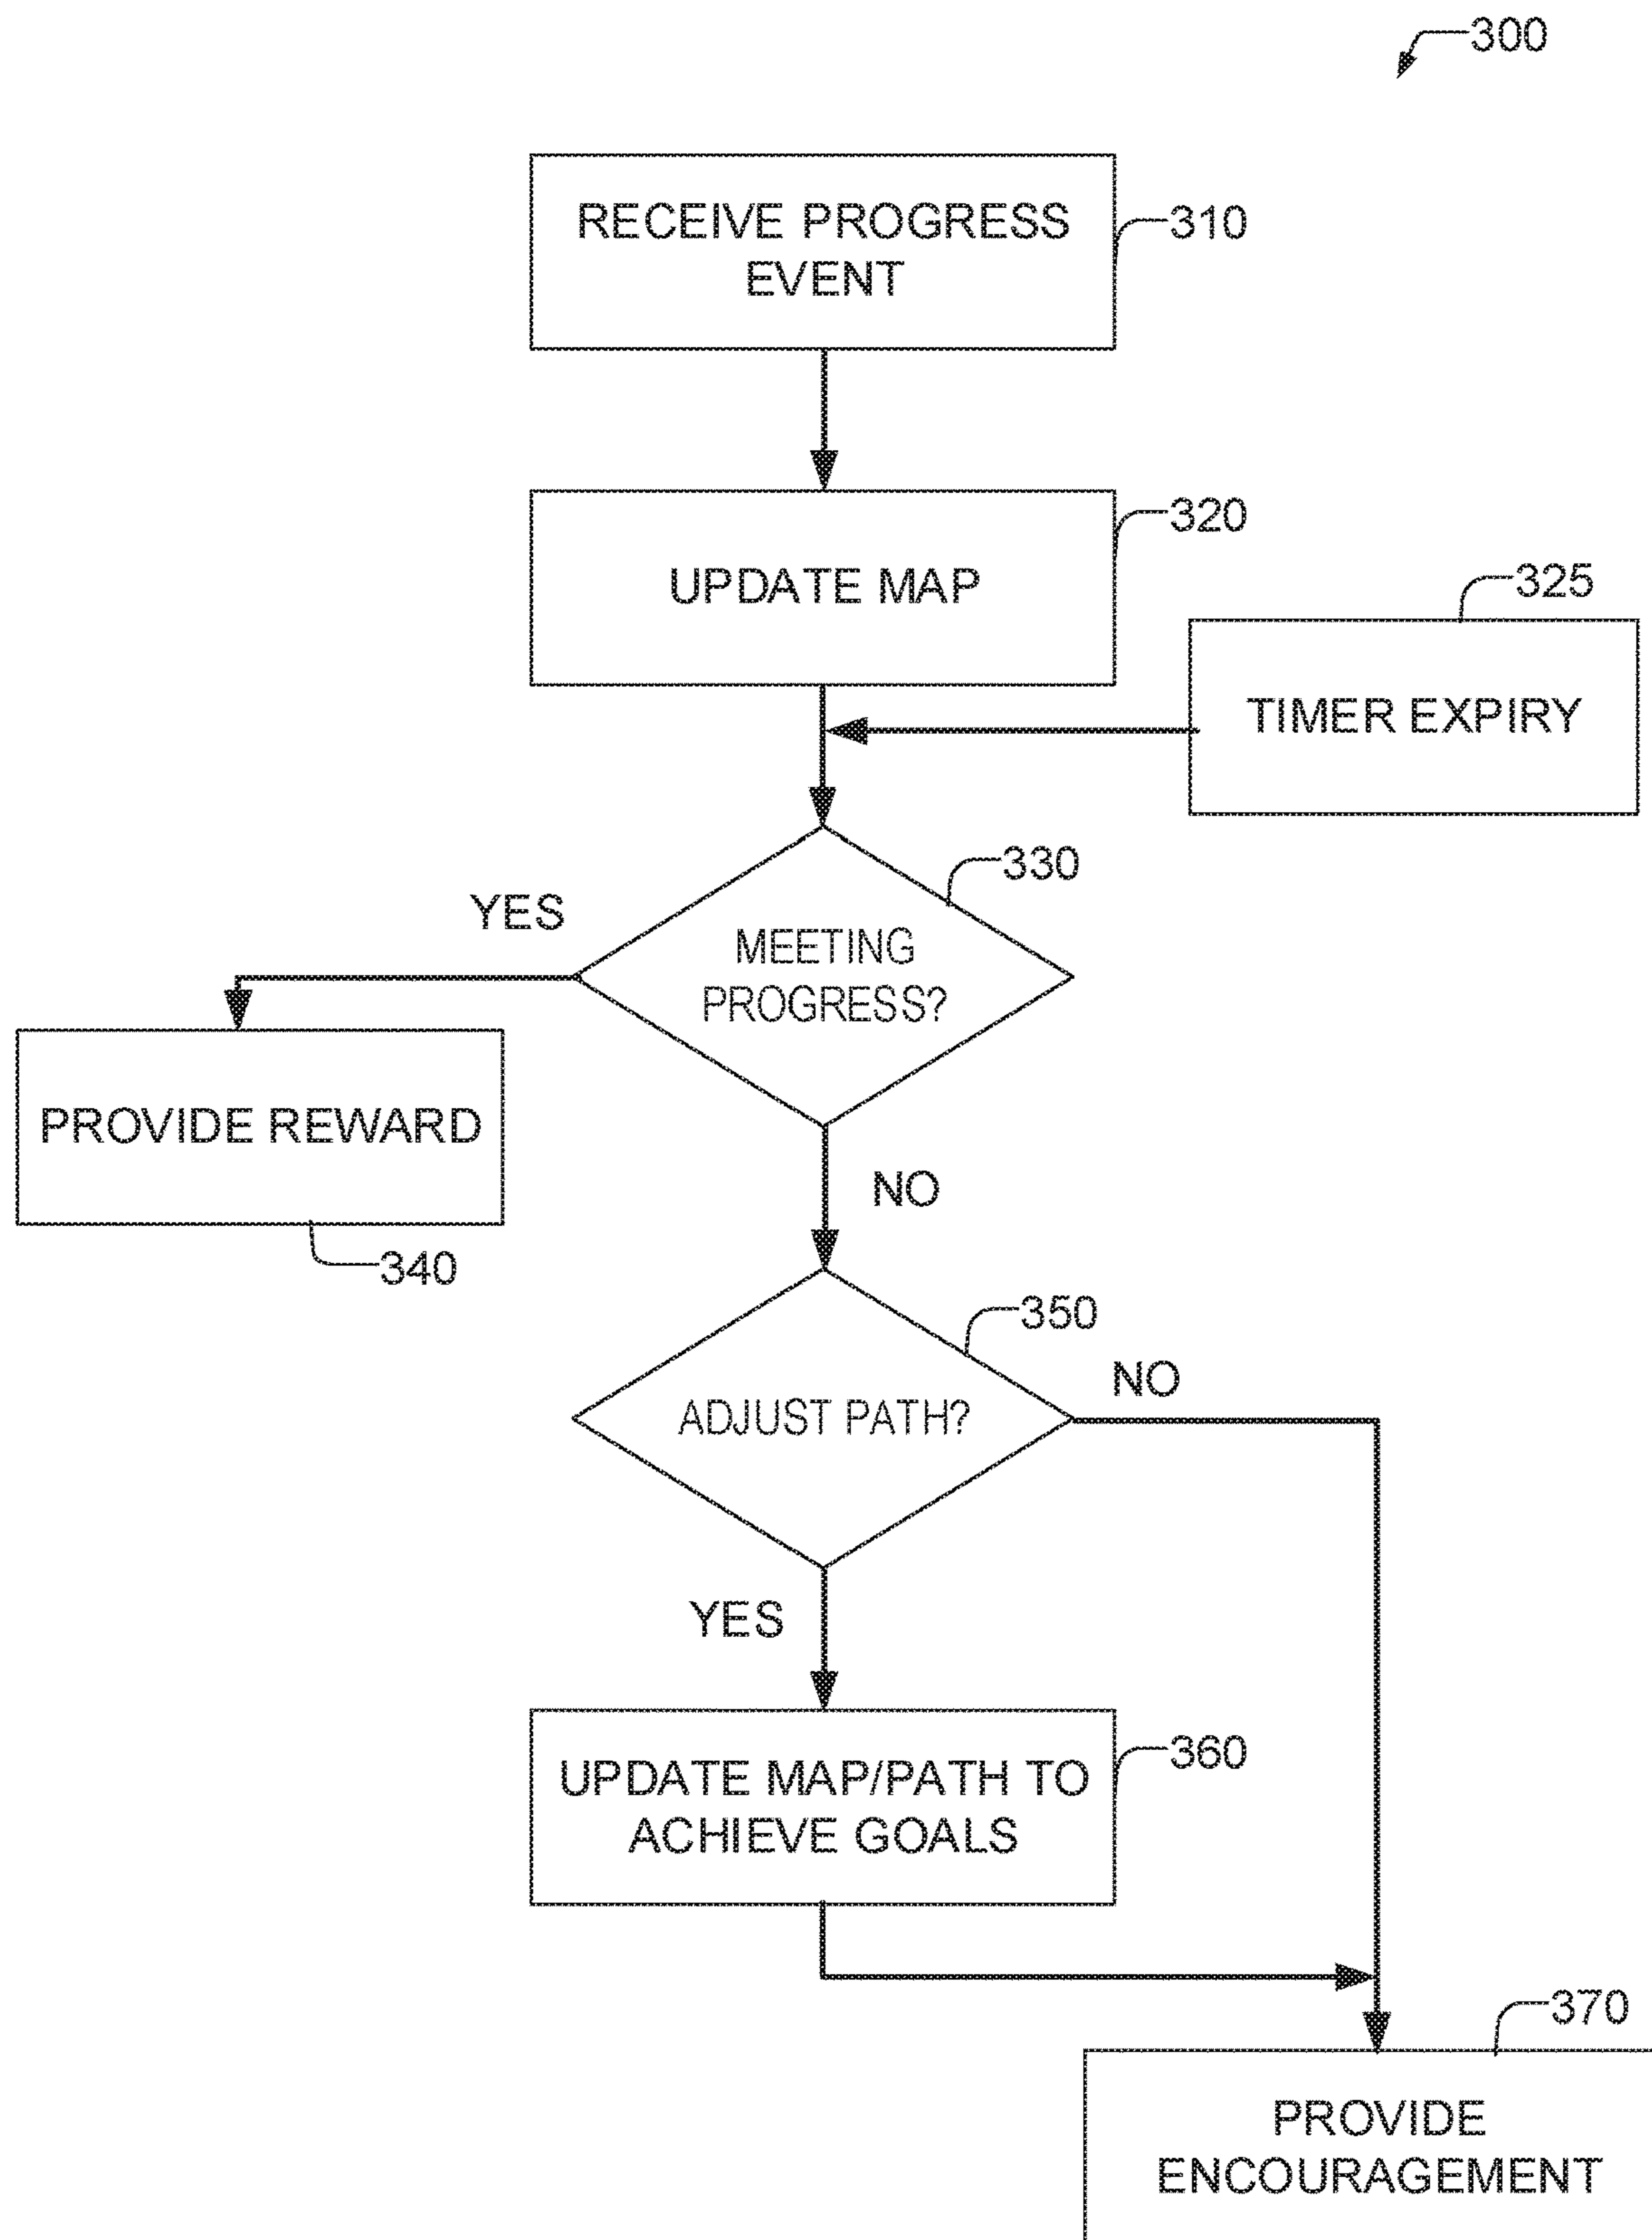 300
RECEIVE PROGRESS
EVENT
310
UPDATE MAP
320
325
TIMER EXPIRY
330
YES
MEETING
PROGRESS?
PROVIDE REWARD
NO
340
350
NO
ADJUST PATH?
YES
360
UPDATE MAP/PATH TO
ACHIEVE GOALS
370
PROVIDE
ENCOURAGEMENT